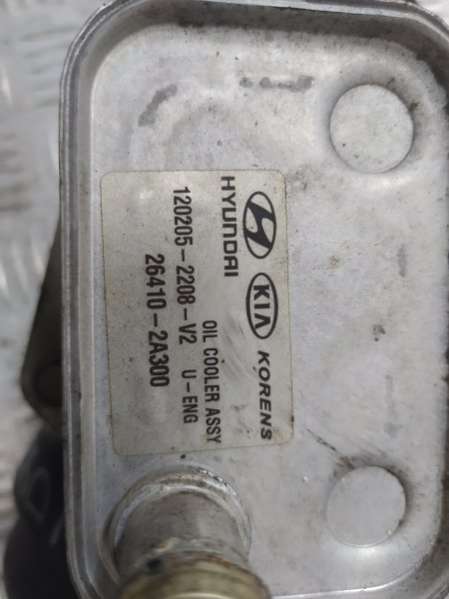 HYUNDAI KIA KORENS
OIL COOLER ASSY
120205-2208-V2 U-ENG
26410-2A300